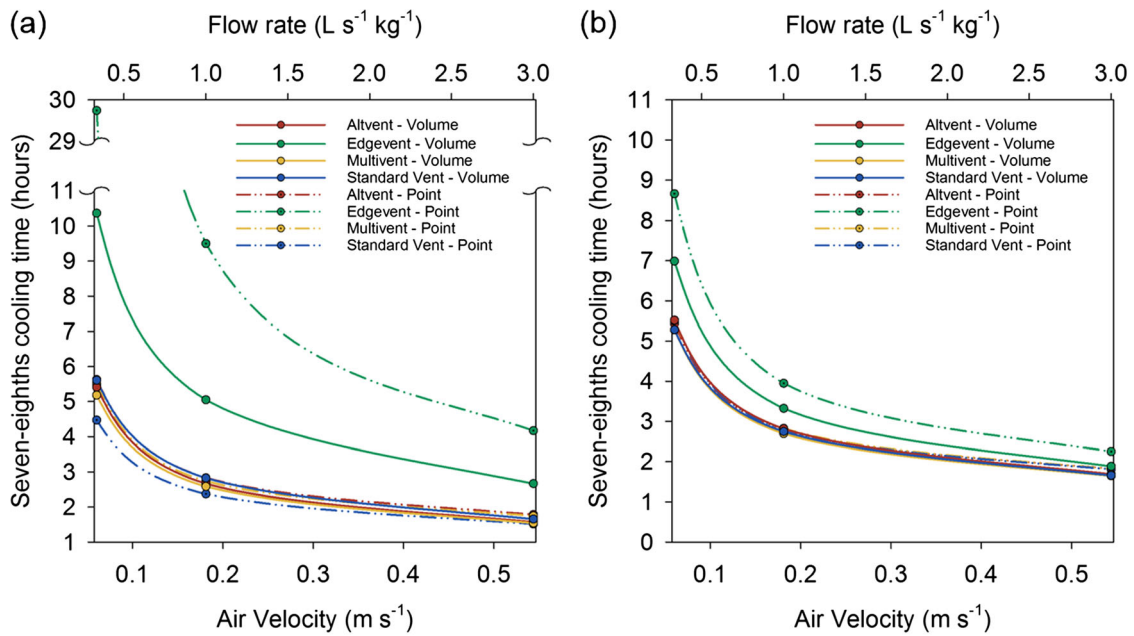 (a)
Flow rate (L s⁻¹ kg⁻¹)
0.5 1.0 1.5 2.0 2.5 3.0
Seven-eighths cooling time (hours)
30
29
11
10
9
8
7
6
5
4
3
2
1
Altvent - Volume
Edgevent - Volume
Multivent - Volume
Standard Vent - Volume
Altvent - Point
Edgevent - Point
Multivent - Point
Standard Vent - Point
0.1 0.2 0.3 0.4 0.5
Air Velocity (m s⁻¹)
(b)
Flow rate (L s⁻¹ kg⁻¹)
0.5 1.0 1.5 2.0 2.5 3.0
Seven-eighths cooling time (hours)
11
10
9
8
7
6
5
4
3
2
1
0
Altvent - Volume
Edgevent - Volume
Multivent - Volume
Standard Vent - Volume
Altvent - Point
Edgevent - Point
Multivent - Point
Standard Vent - Point
0.1 0.2 0.3 0.4 0.5
Air Velocity (m s⁻¹)